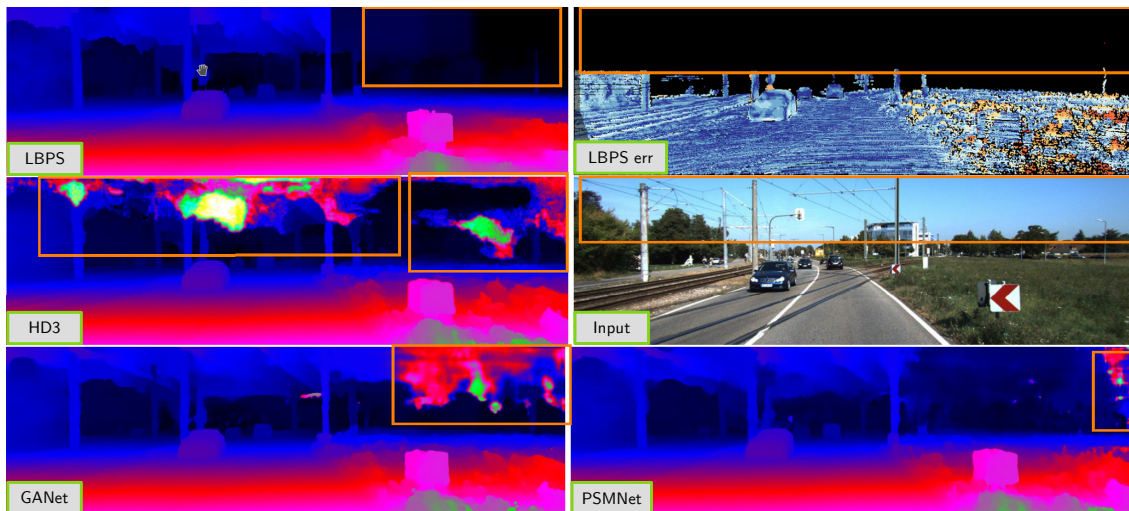 LBPS
LBPS err
HD3
Input
GANet
PSMNet